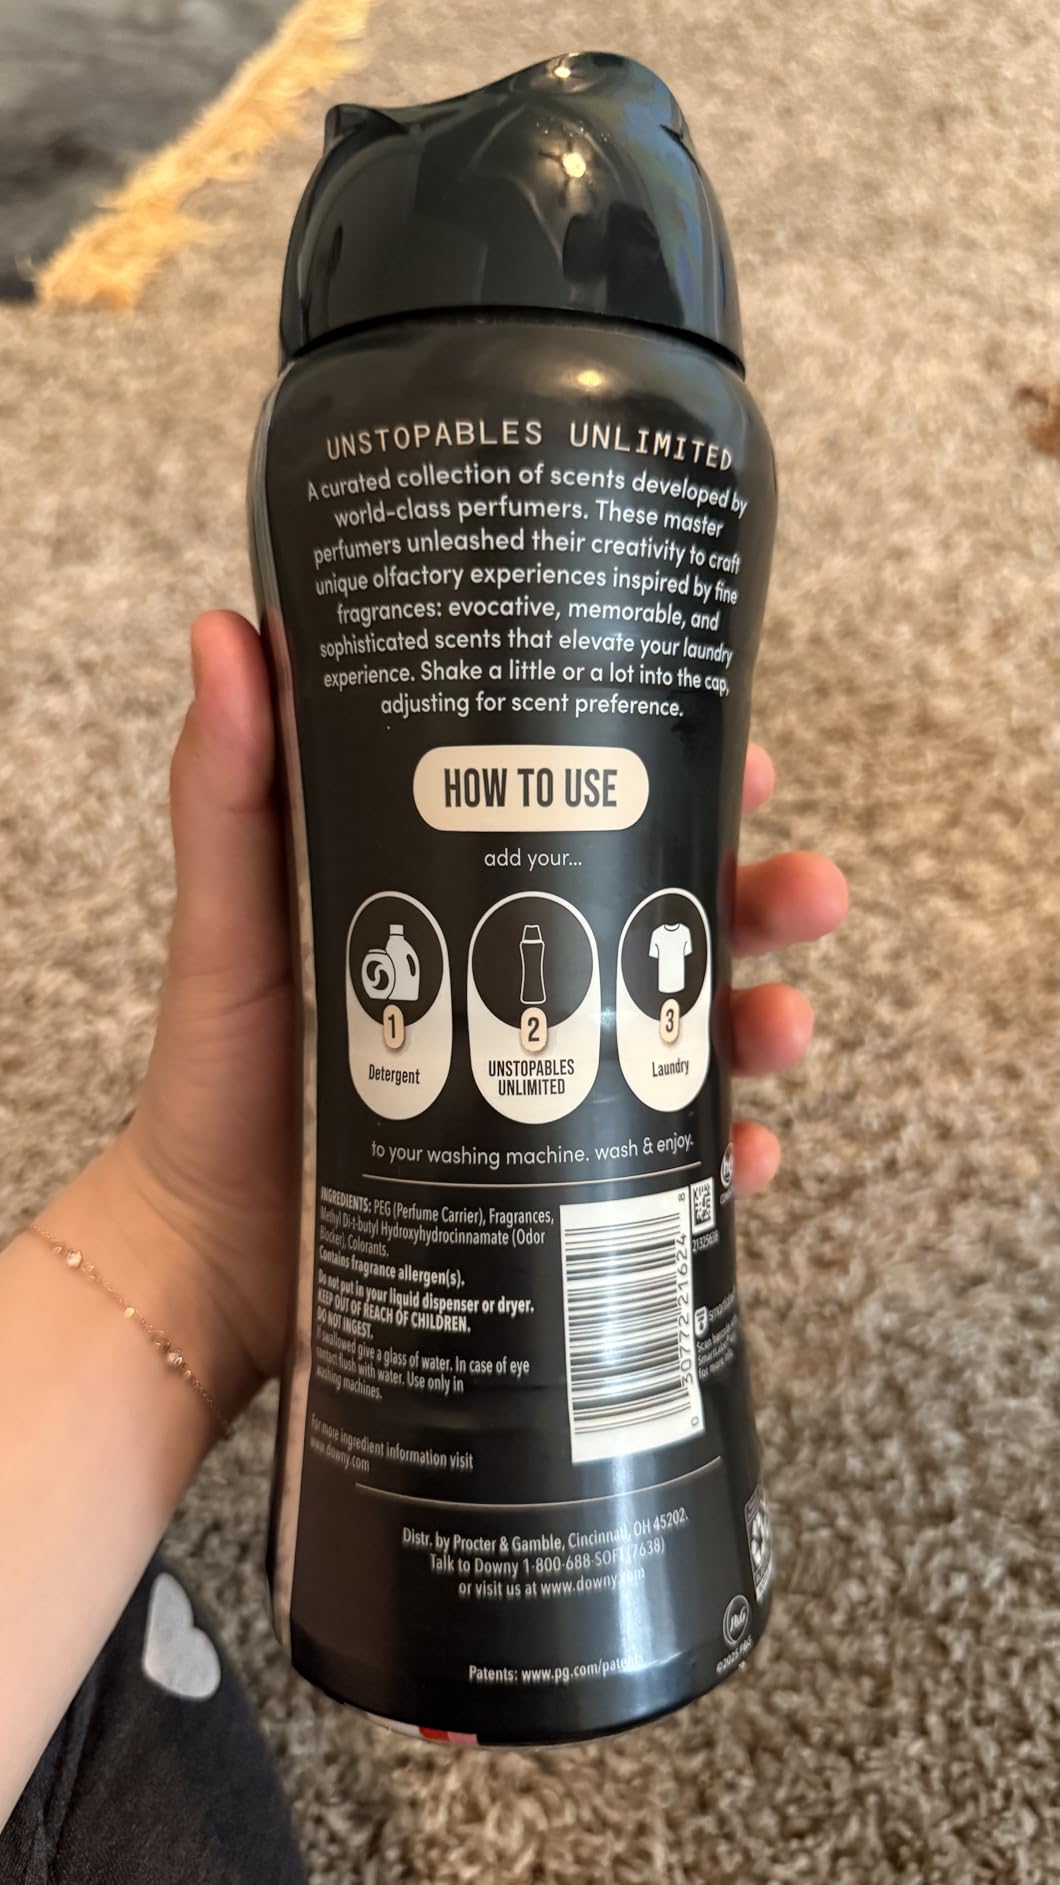 UNSTOPABLES UNLIMITED
A curated collection of scents developed by
world-class perfumers. These master
perfumers unleashed their creativity to craft
unique olfactory experiences inspired by fine
fragrances: evocative, memorable, and
sophisticated scents that elevate your laundry
experience. Shake a little or a lot into the cap,
adjusting for scent preference.
HOW TO USE
add your...
1
Detergent
2
UNSTOPABLES
UNLIMITED
3
Laundry
to your washing machine. wash & enjoy.
INGREDIENTS: PEG (Perfume Carrier), Fragrances,
Methyl Di-t-butyl Hydroxyhydrocinnamate (Odor
Blocker), Colorants.
Contains fragrance allergen(s).
Do not put in your liquid dispenser or dryer.
KEEP OUT OF REACH OF CHILDREN.
DO NOT INGEST.
If swallowed give a glass of water. In case of eye
contact flush with water. Use only in
washing machines.
For more ingredient information visit
www.downy.com
0 30772 21624 8
Scan barcode
for more
Distr. by Procter & Gamble, Cincinnati, OH 45202.
Talk to Downy 1-800-688-SOFT (7638)
or visit us at www.downy.com
Patents: www.pg.com/patents
P&G
P&G